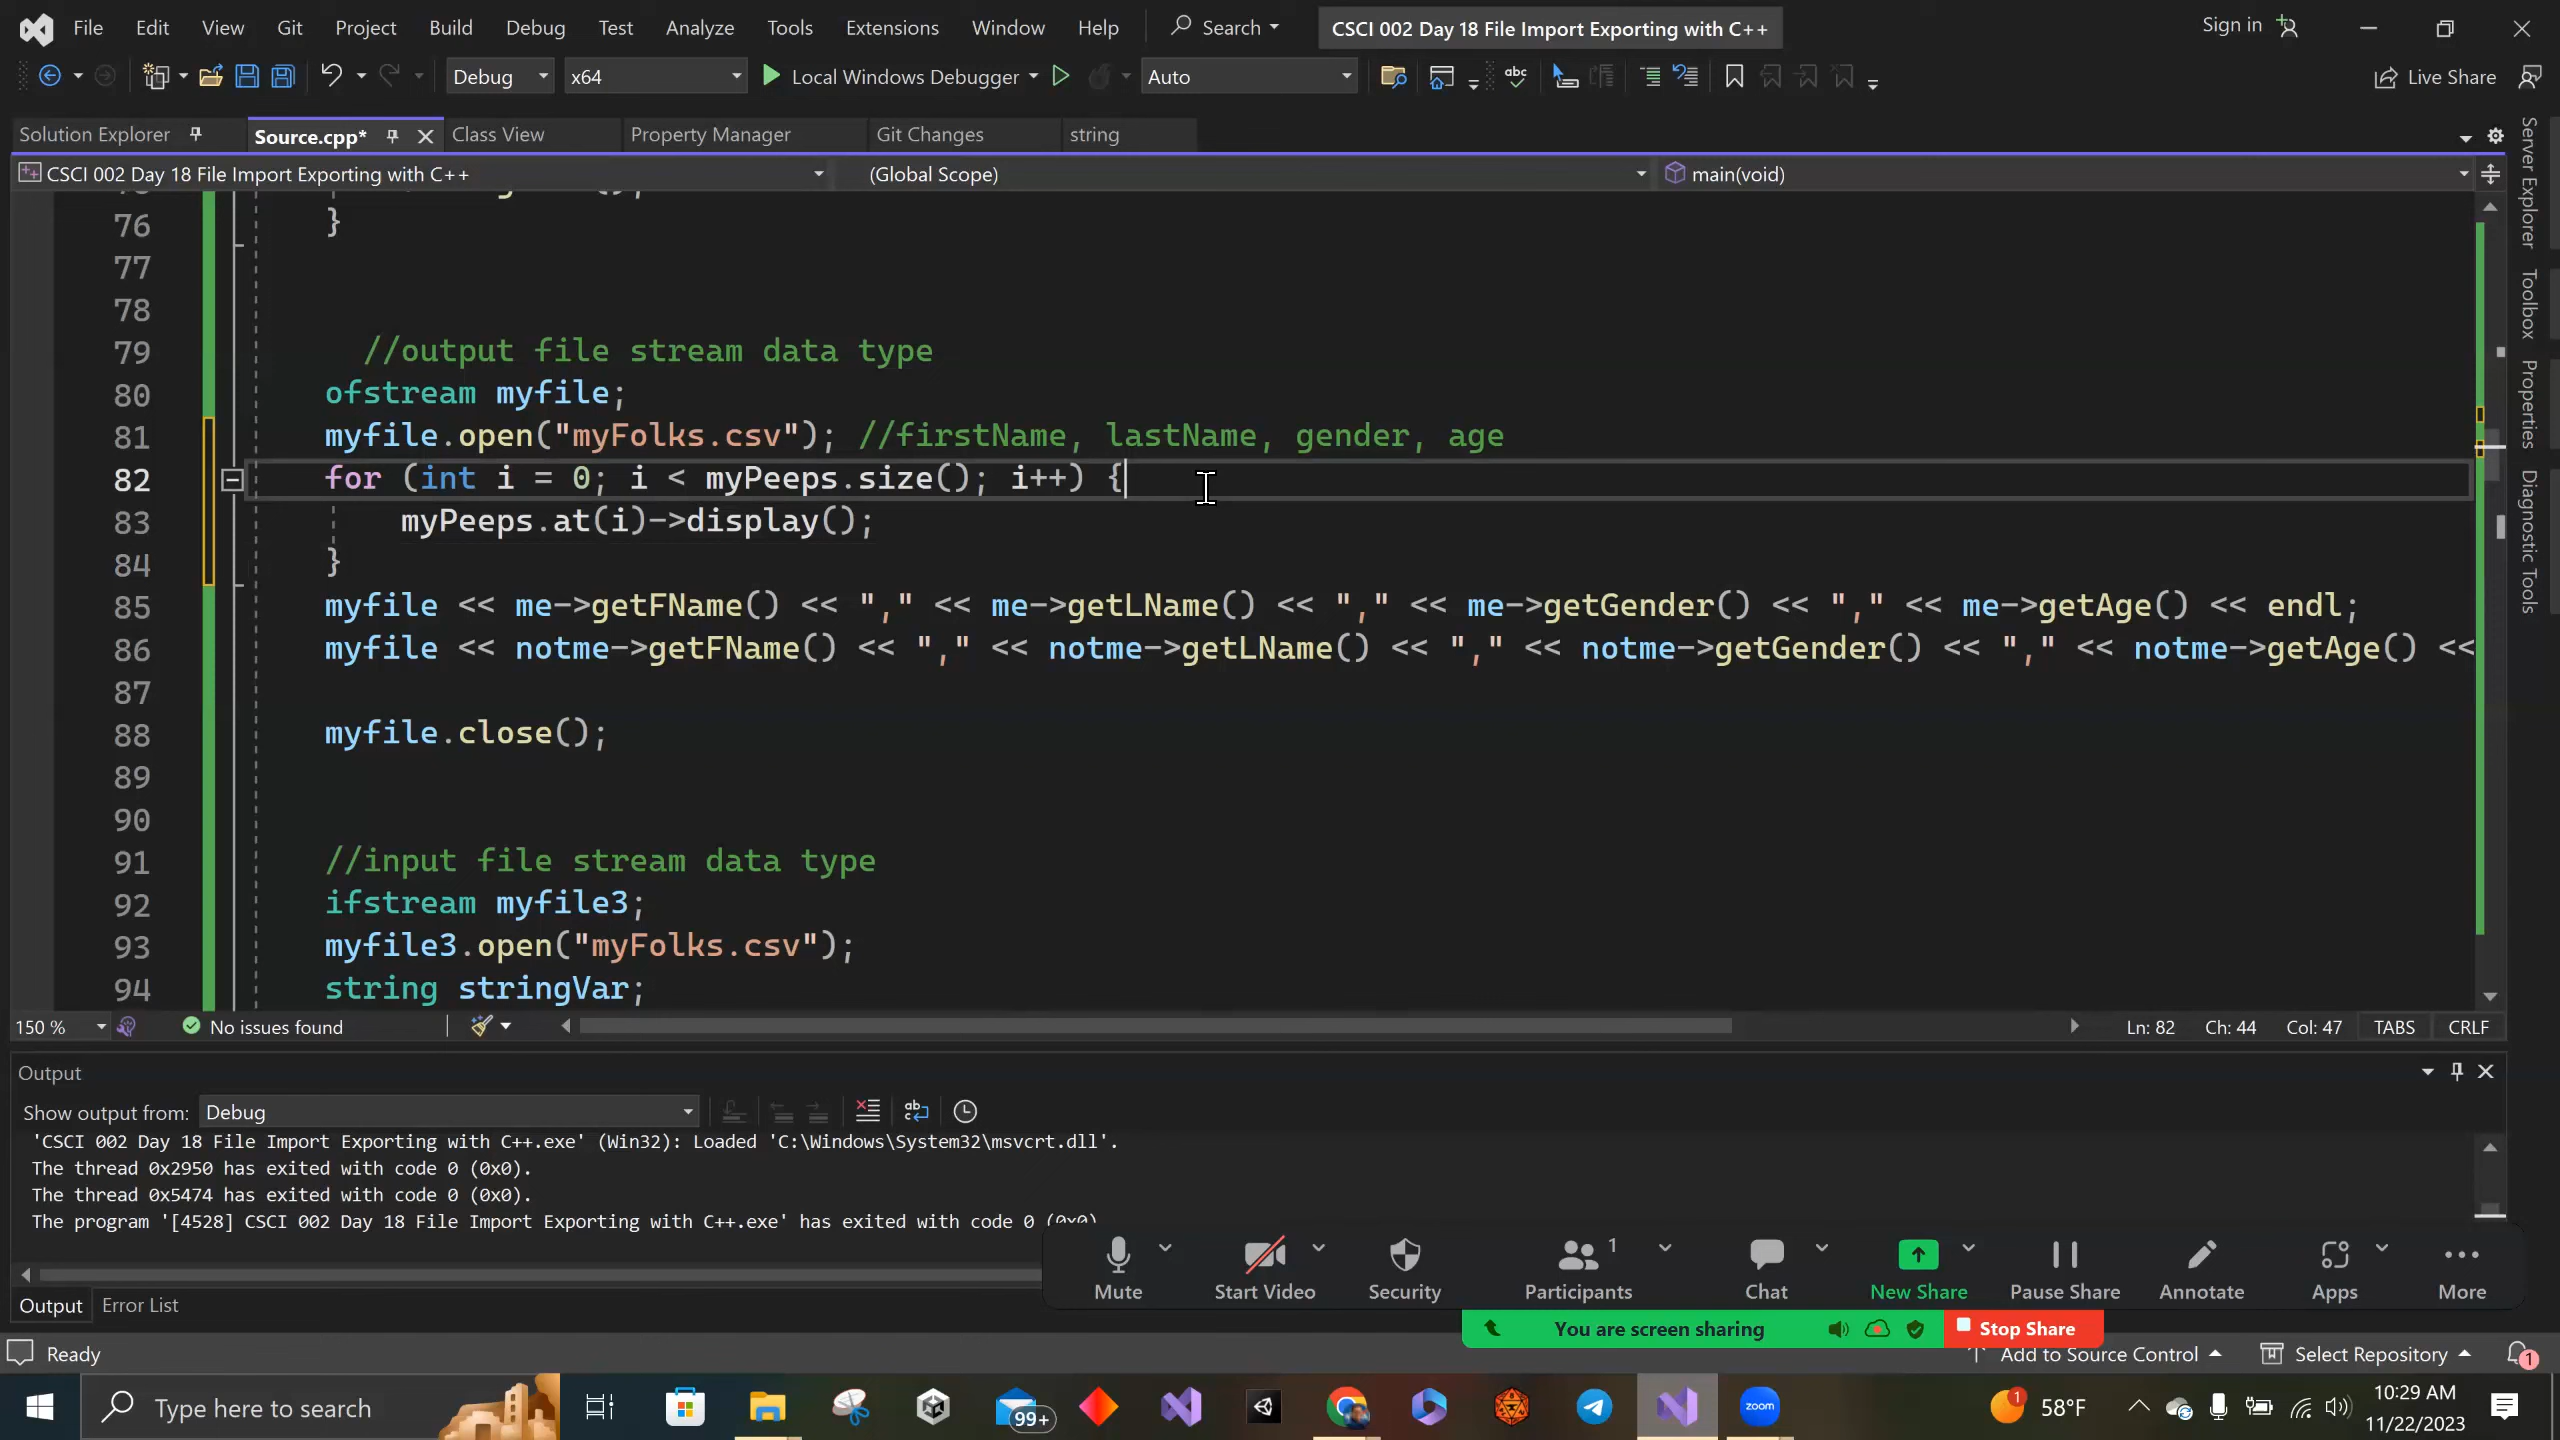 File Edit View Git Project Build Debug Test Analyze Tools Extensions Window Help Search CSCI 002 Day 18 File Import Exporting with C++ Sign in
Debug x64 Local Windows Debugger Auto Live Share
Solution Explorer Source.cpp* Class View Property Manager Git Changes string
CSCI 002 Day 18 File Import Exporting with C++ (Global Scope) main(void)
76 }
77
78
79 //output file stream data type
80 ofstream myfile;
81 myfile.open("myFolks.csv"); //firstName, lastName, gender, age
82 for (int i = 0; i < myPeeps.size(); i++) {
83 myPeeps.at(i)->display();
84 }
85 myfile << me->getFName() << "," << me->getLName() << "," << me->getGender() << "," << me->getAge() << endl;
86 myfile << notme->getFName() << "," << notme->getLName() << "," << notme->getGender() << "," << notme->getAge() <<
87
88 myfile.close();
89
90
91 //input file stream data type
92 ifstream myfile3;
93 myfile3.open("myFolks.csv");
94 string stringVar;
Server Explorer
Toolbox
Properties
Diagnostic Tools
150 % No issues found Ln: 82 Ch: 44 Col: 47 TABS CRLF
Output
Show output from: Debug
'CSCI 002 Day 18 File Import Exporting with C++.exe' (Win32): Loaded 'C:\Windows\System32\msvcrt.dll'.
The thread 0x2950 has exited with code 0 (0x0).
The thread 0x5474 has exited with code 0 (0x0).
The program '[4528] CSCI 002 Day 18 File Import Exporting with C++.exe' has exited with code 0 (0x0)
1
Mute Start Video Security Participants Chat New Share Pause Share Annotate Apps More
Output Error List
You are screen sharing Stop Share
Ready Add to Source Control Select Repository 1
Type here to search 99+ zoom 1 58°F 10:29 AM
11/22/2023